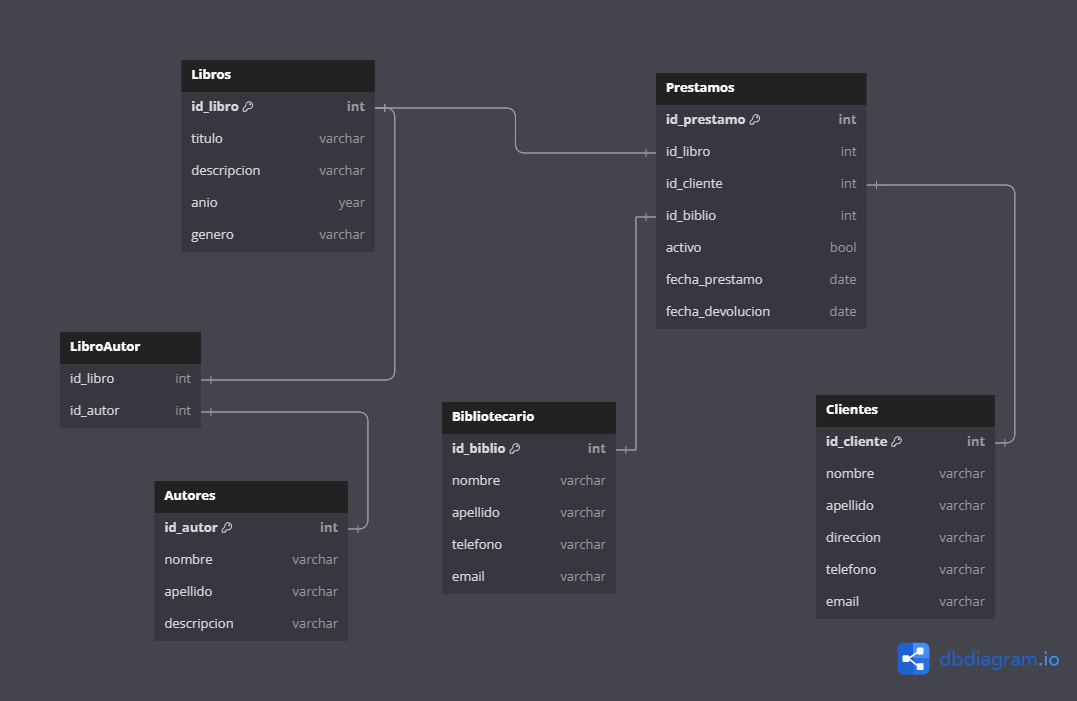 Libros
id_libro int
titulo varchar
descripcion varchar
anio year
genero varchar
Prestamos
id_prestamo int
id_libro int
id_cliente int
id_biblio int
activo bool
fecha_prestamo date
fecha_devolucion date
LibroAutor
id_libro int
id_autor int
Autores
id_autor int
nombre varchar
apellido varchar
descripcion varchar
Bibliotecario
id_biblio int
nombre varchar
apellido varchar
telefono varchar
email varchar
Clientes
id_cliente int
nombre varchar
apellido varchar
direccion varchar
telefono varchar
email varchar
dbdiagram.io